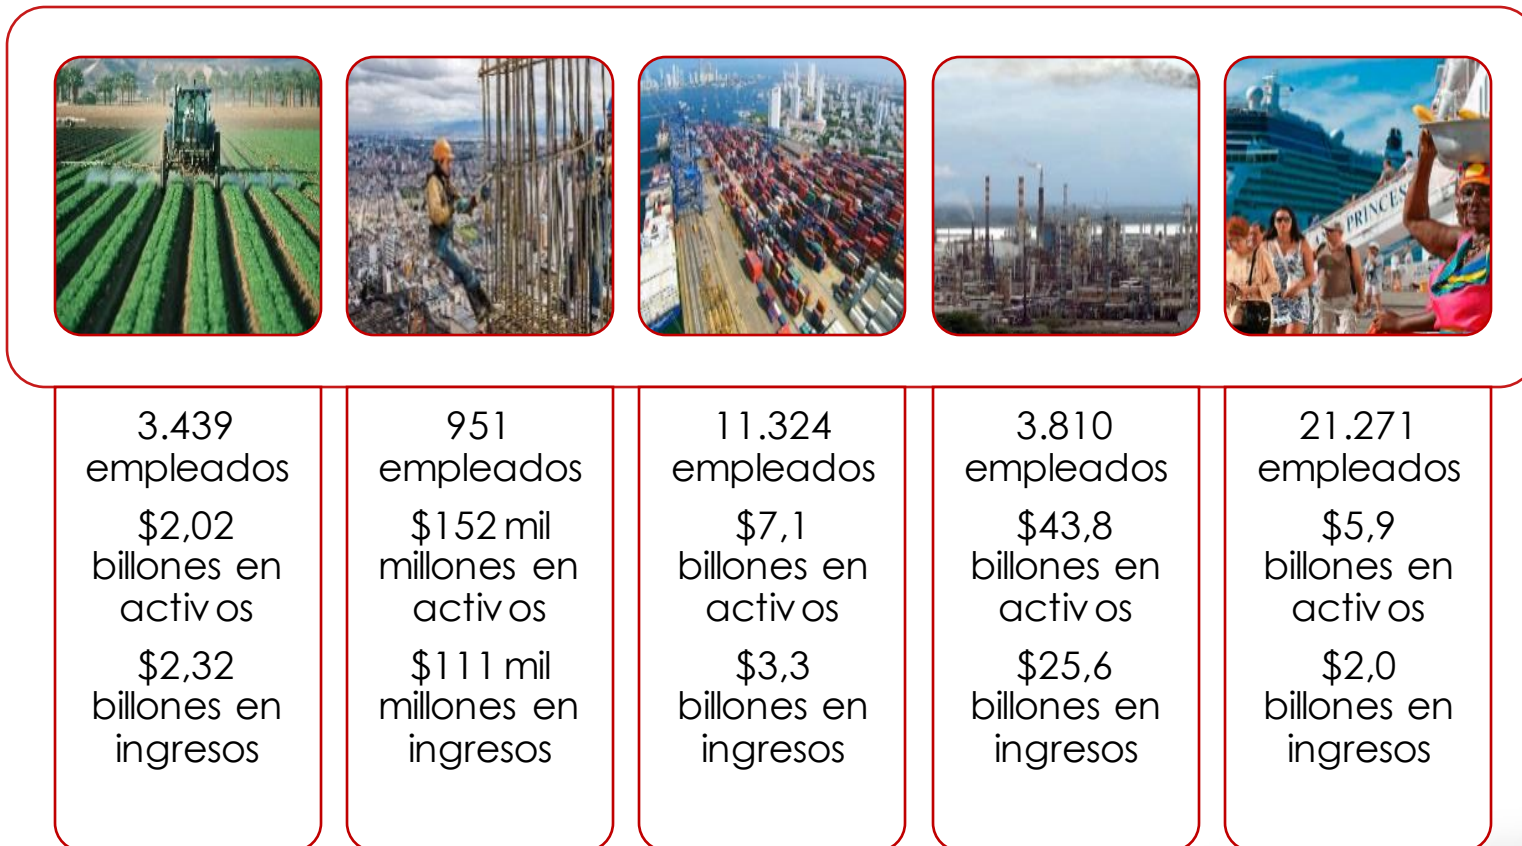 PRINCES
3.439
empleados
$2,02
billones en
activos
$2,32
billones en
ingresos
951
empleados
$152 mil
millones en
activos
$111 mil
millones en
ingresos
11.324
empleados
$7,1
billones en
activos
$3,3
billones en
ingresos
3.810
empleados
$43,8
billones en
activos
$25,6
billones en
ingresos
21.271
empleados
$5,9
billones en
activos
$2,0
billones en
ingresos